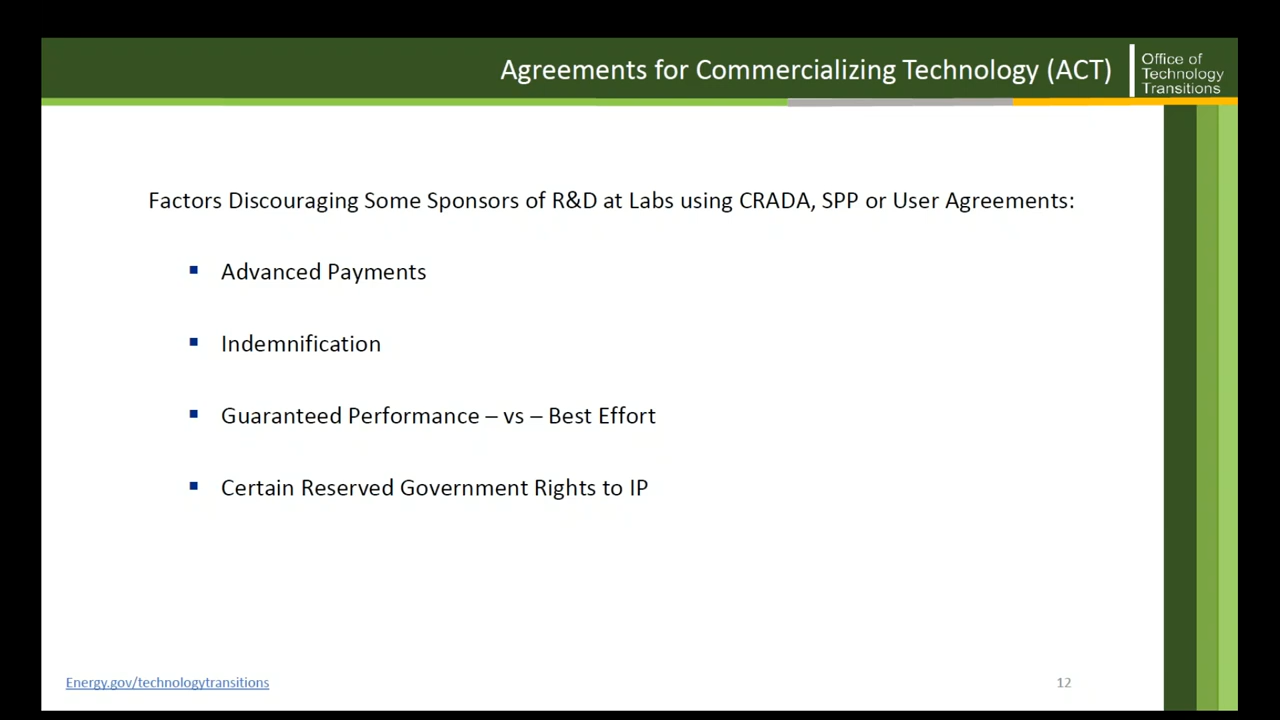 Agreements for Commercializing Technology (ACT)
Office of
Technology
Transitions
Factors Discouraging Some Sponsors of R&D at Labs using CRADA, SPP or User Agreements:
▪ Advanced Payments
▪ Indemnification
▪ Guaranteed Performance – vs – Best Effort
▪ Certain Reserved Government Rights to IP
Energy.gov/technologytransitions
12